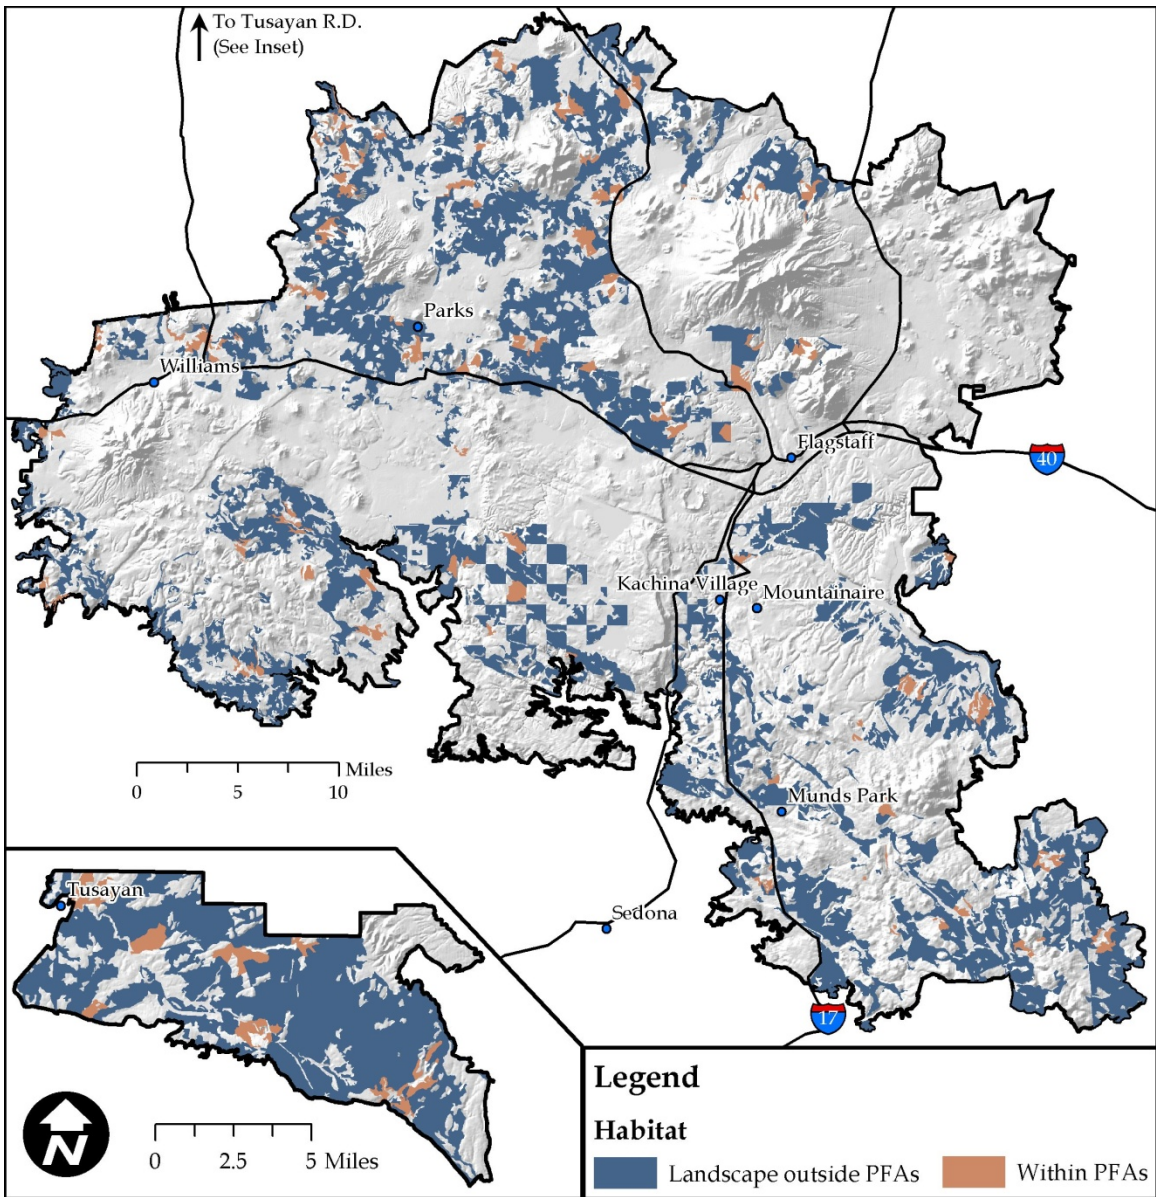 To Tusayan R.D.
(See Inset)
Parks
Williams
Flagstaff
40
Kachina Village
Mountainaire
Miles
0 5 10
Munds Park
Tusayan
Sedona
17
N
0 2.5 5 Miles
Legend
Habitat
Landscape outside PFAs Within PFAs